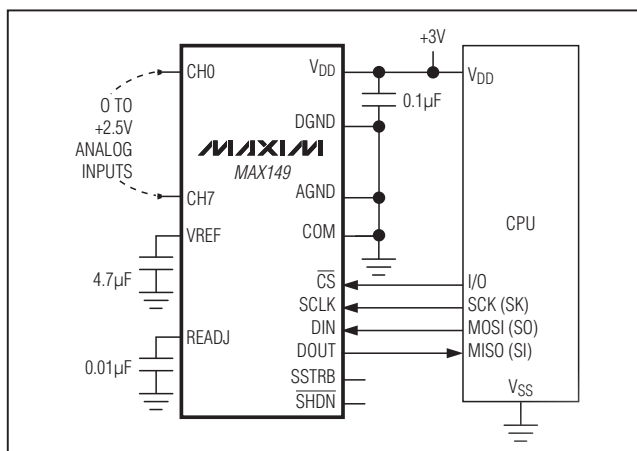 +3V
CH0
VDD
VDD
0.1µF
O TO
+2.5V
ANALOG
INPUTS
DGND
MAXIM
MAX149
AGND
CH7
COM
CPU
VREF
4.7µF
CS
I/O
SCLK
SCK (SK)
DIN
MOSI (SO)
READJ
DOUT
MISO (SI)
0.01µF
SSTRB
SHDN
VSS